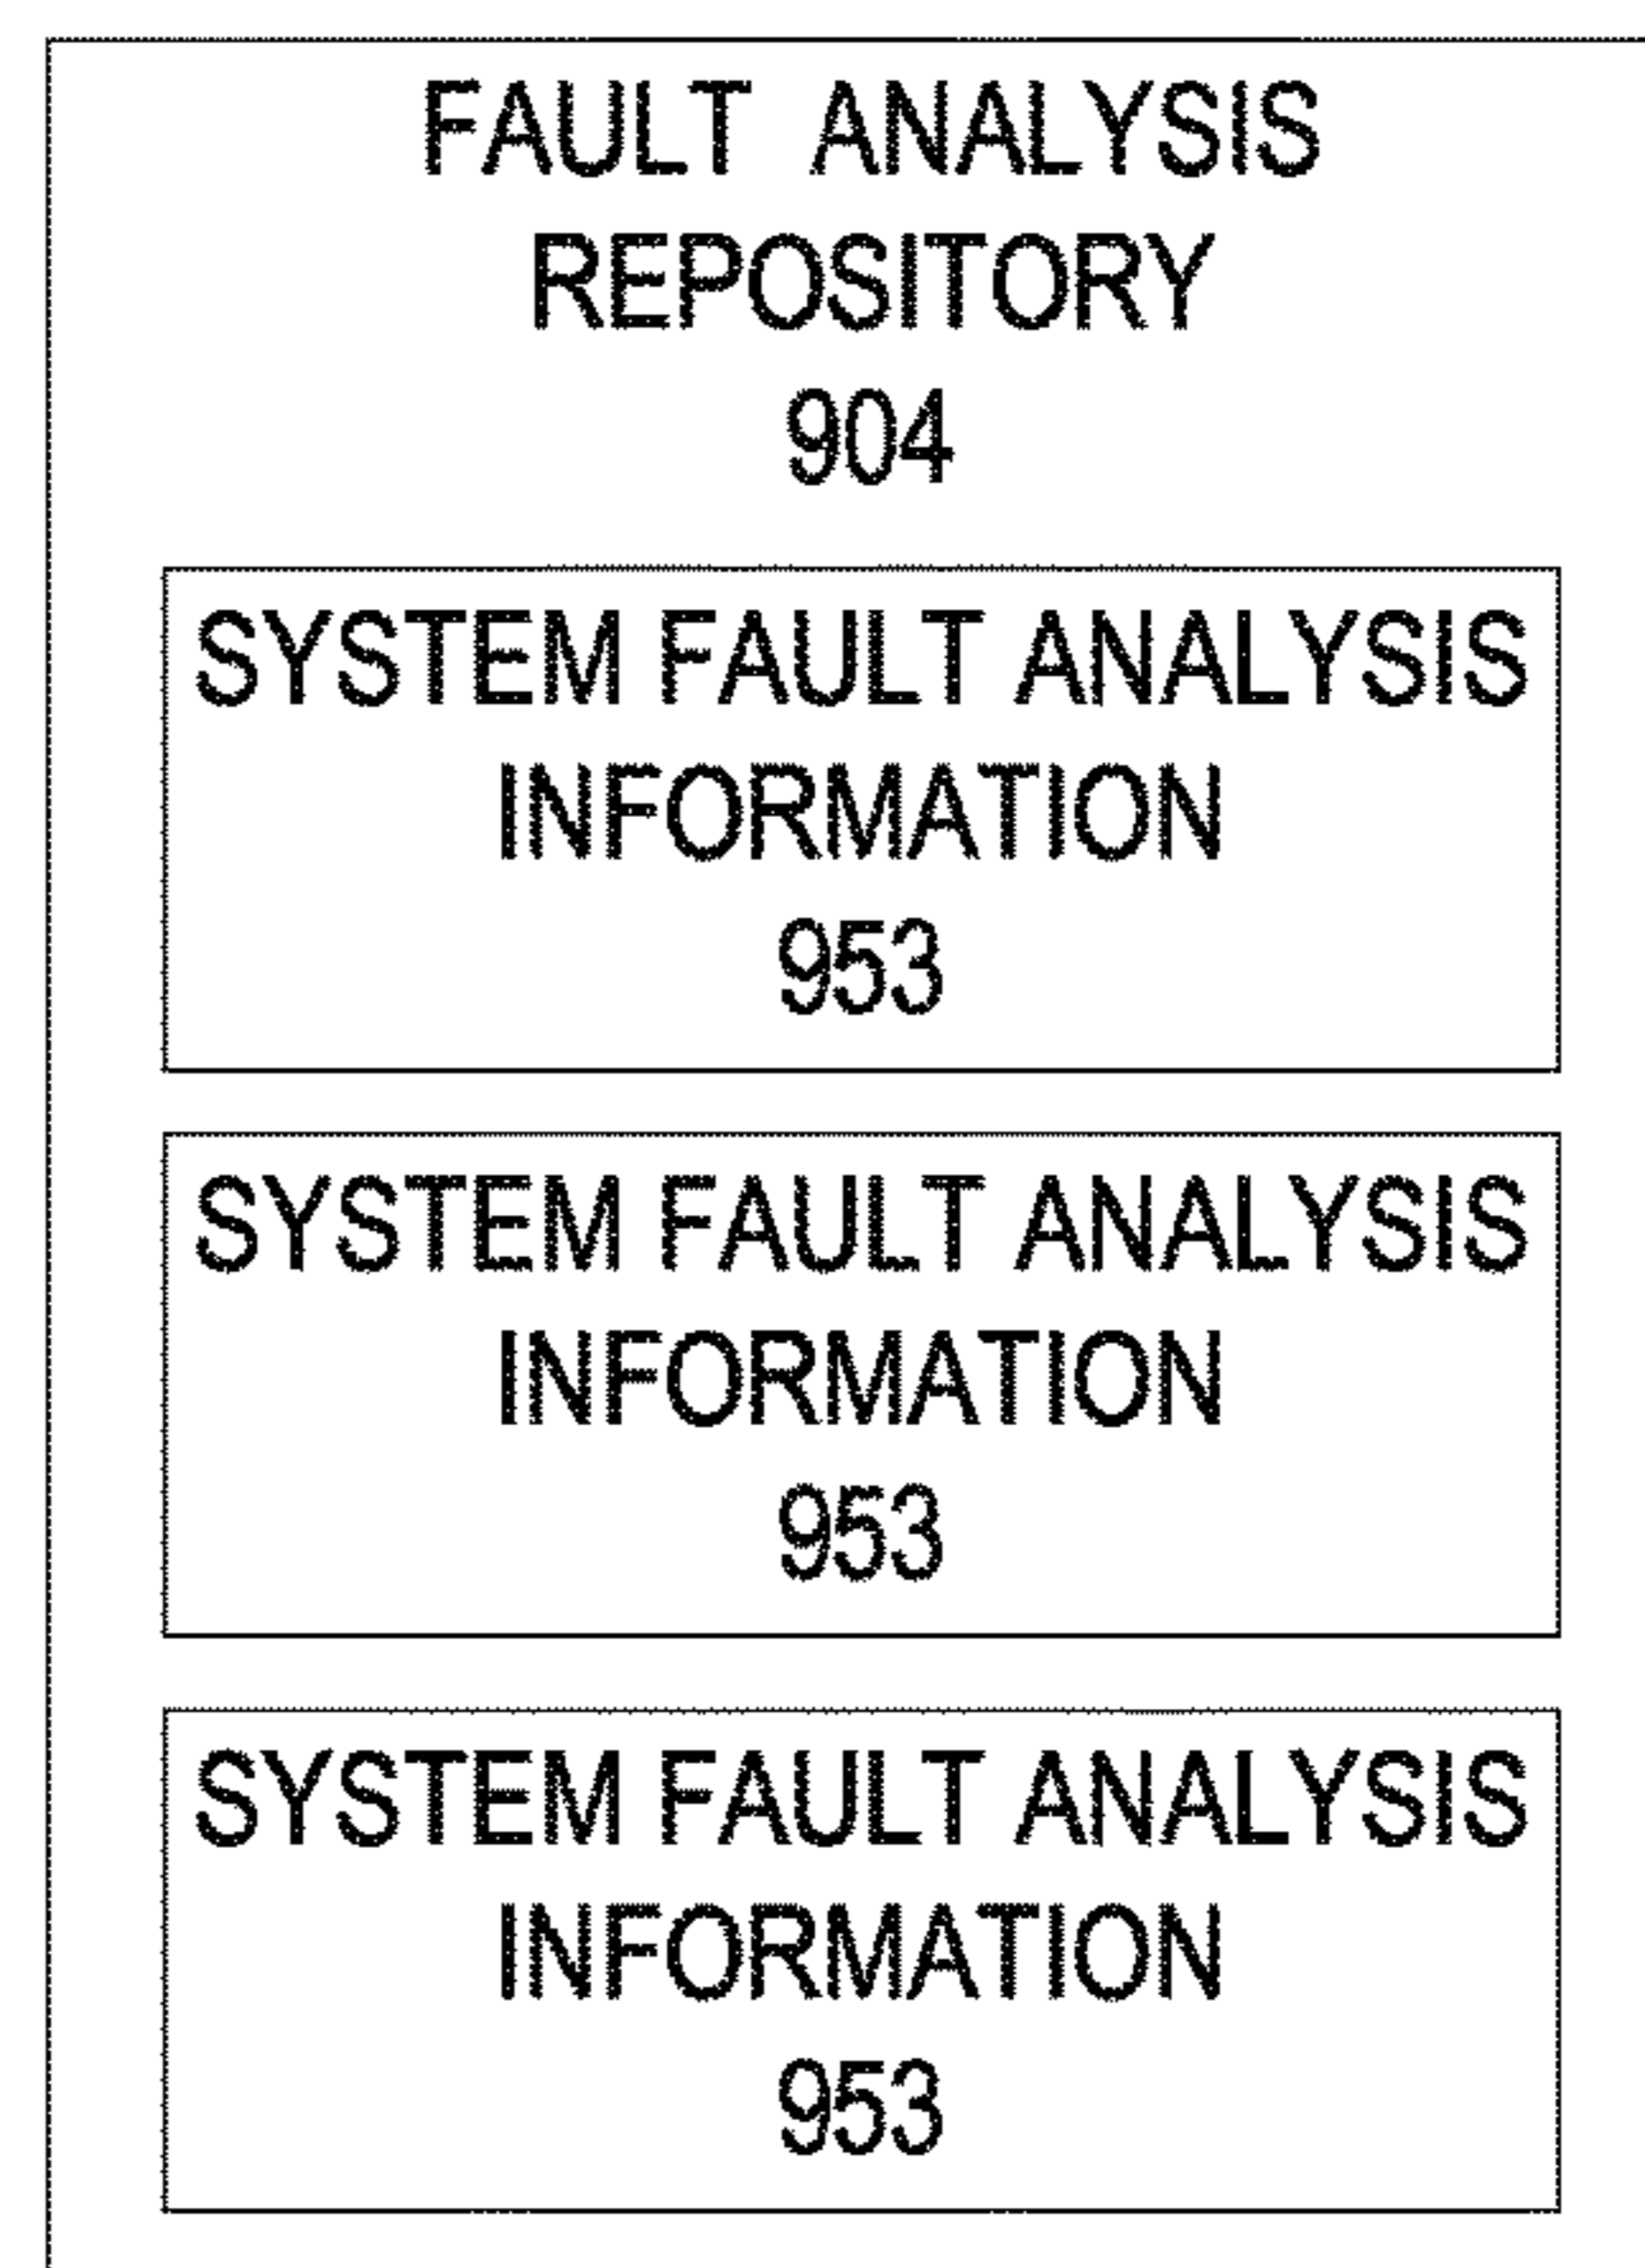 FAULT ANALYSIS
REPOSITORY
904
SYSTEM FAULT ANALYSIS
INFORMATION
953
SYSTEM FAULT ANALYSIS
INFORMATION
953
SYSTEM FAULT ANALYSIS
INFORMATION
953